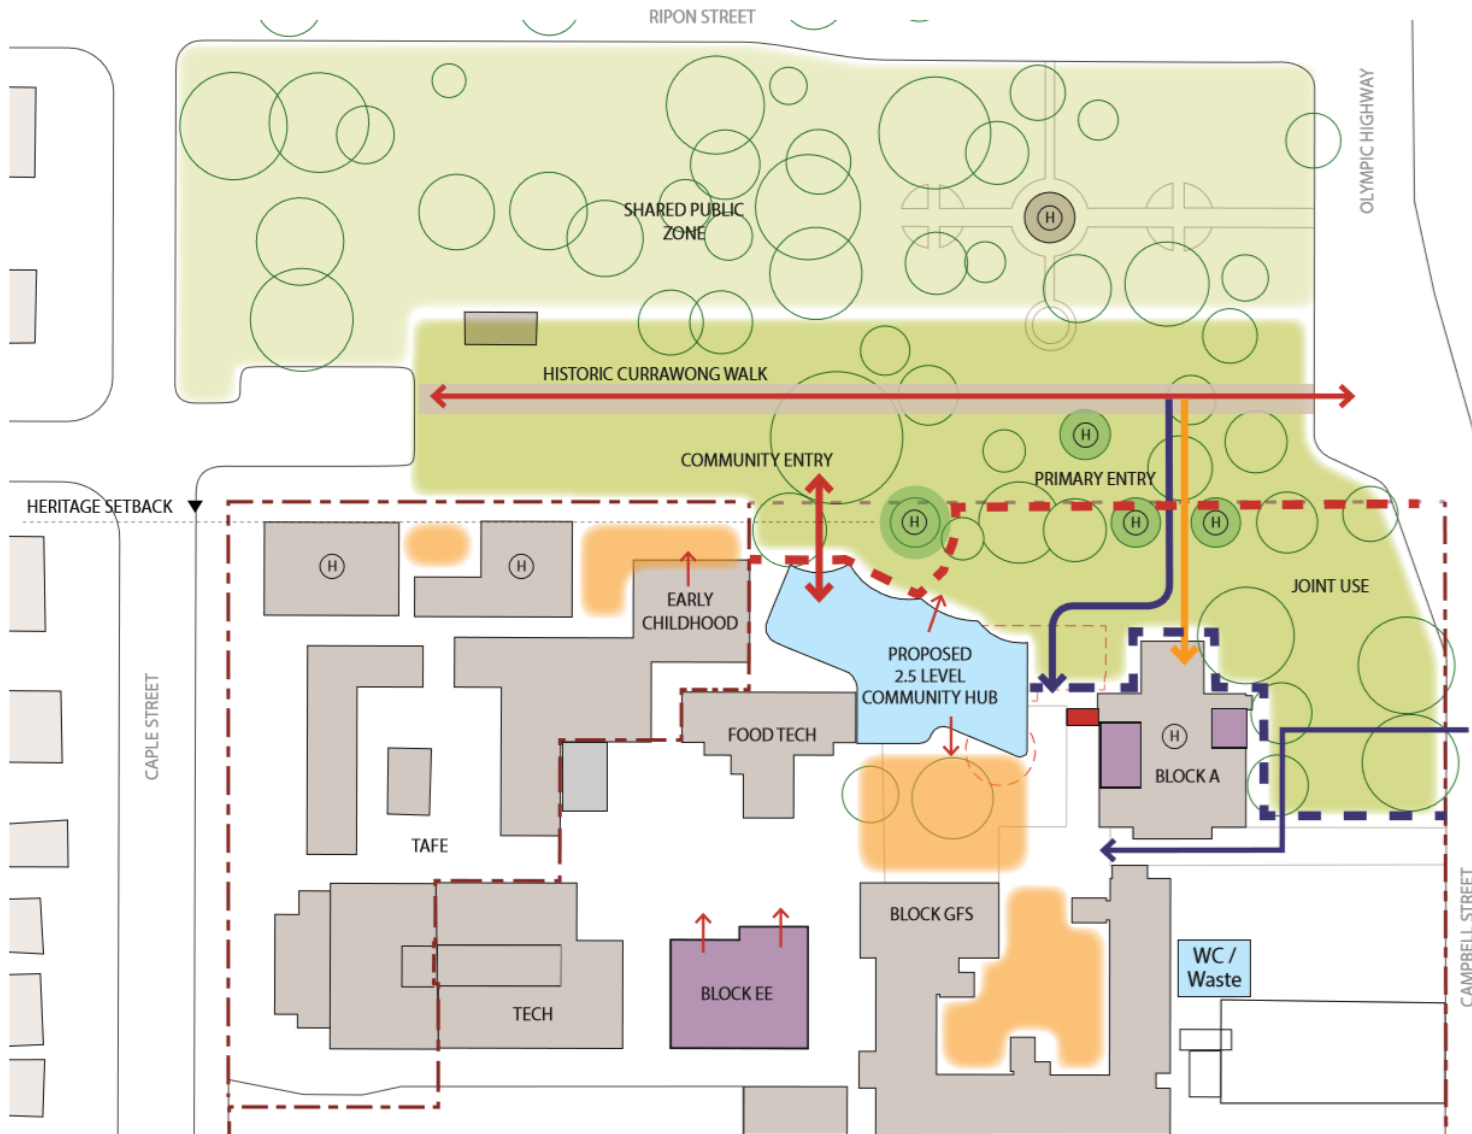 RIPON STREET
OLYMPIC HIGHWAY
SHARED PUBLIC
ZONE
H
HISTORIC CURRAWONG WALK
H
COMMUNITY ENTRY
PRIMARY ENTRY
HERITAGE SETBACK
H
H
H
H
H
EARLY
CHILDHOOD
JOINT USE
PROPOSED
2.5 LEVEL
COMMUNITY HUB
CAPLE STREET
FOOD TECH
H
BLOCK A
TAFE
BLOCK GFS
CAMPBELL STREET
WC /
Waste
BLOCK EE
TECH